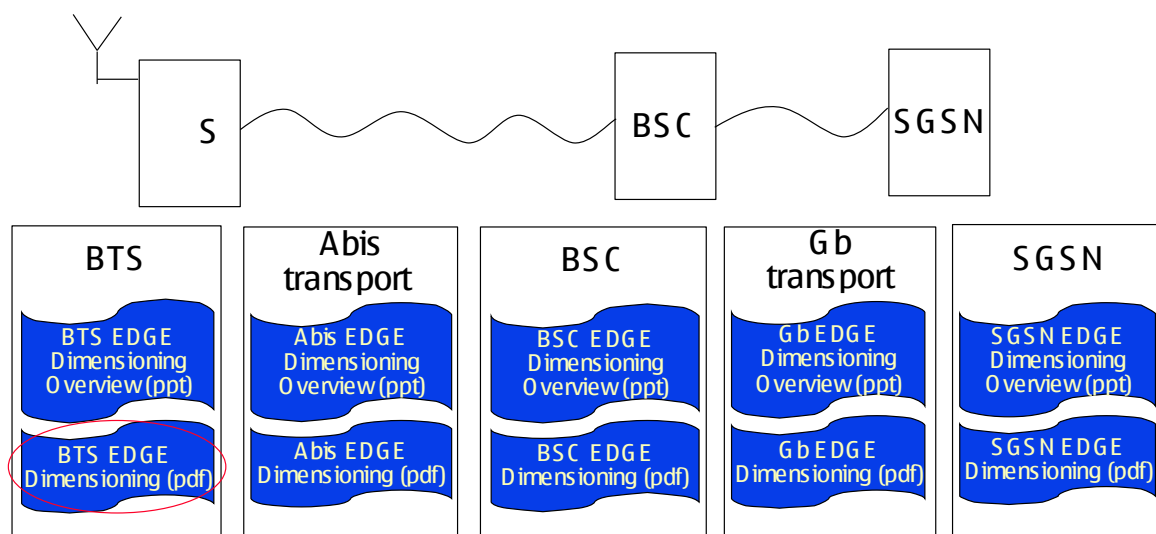 S
BSC
SGSN
BTS
Abis
transport
BSC
Gb
transport
SGSN
BTS EDGE
Dimensioning
Overview (ppt)
Abis EDGE
Dimensioning
Overview (ppt)
BSC EDGE
Dimensioning
Overview (ppt)
Gb EDGE
Dimensioning
Overview (ppt)
SGSN EDGE
Dimensioning
Overview (ppt)
BTS EDGE
Dimensioning (pdf)
Abis EDGE
Dimensioning (pdf)
BSC EDGE
Dimensioning (pdf)
Gb EDGE
Dimensioning (pdf)
SGSN EDGE
Dimensioning (pdf)